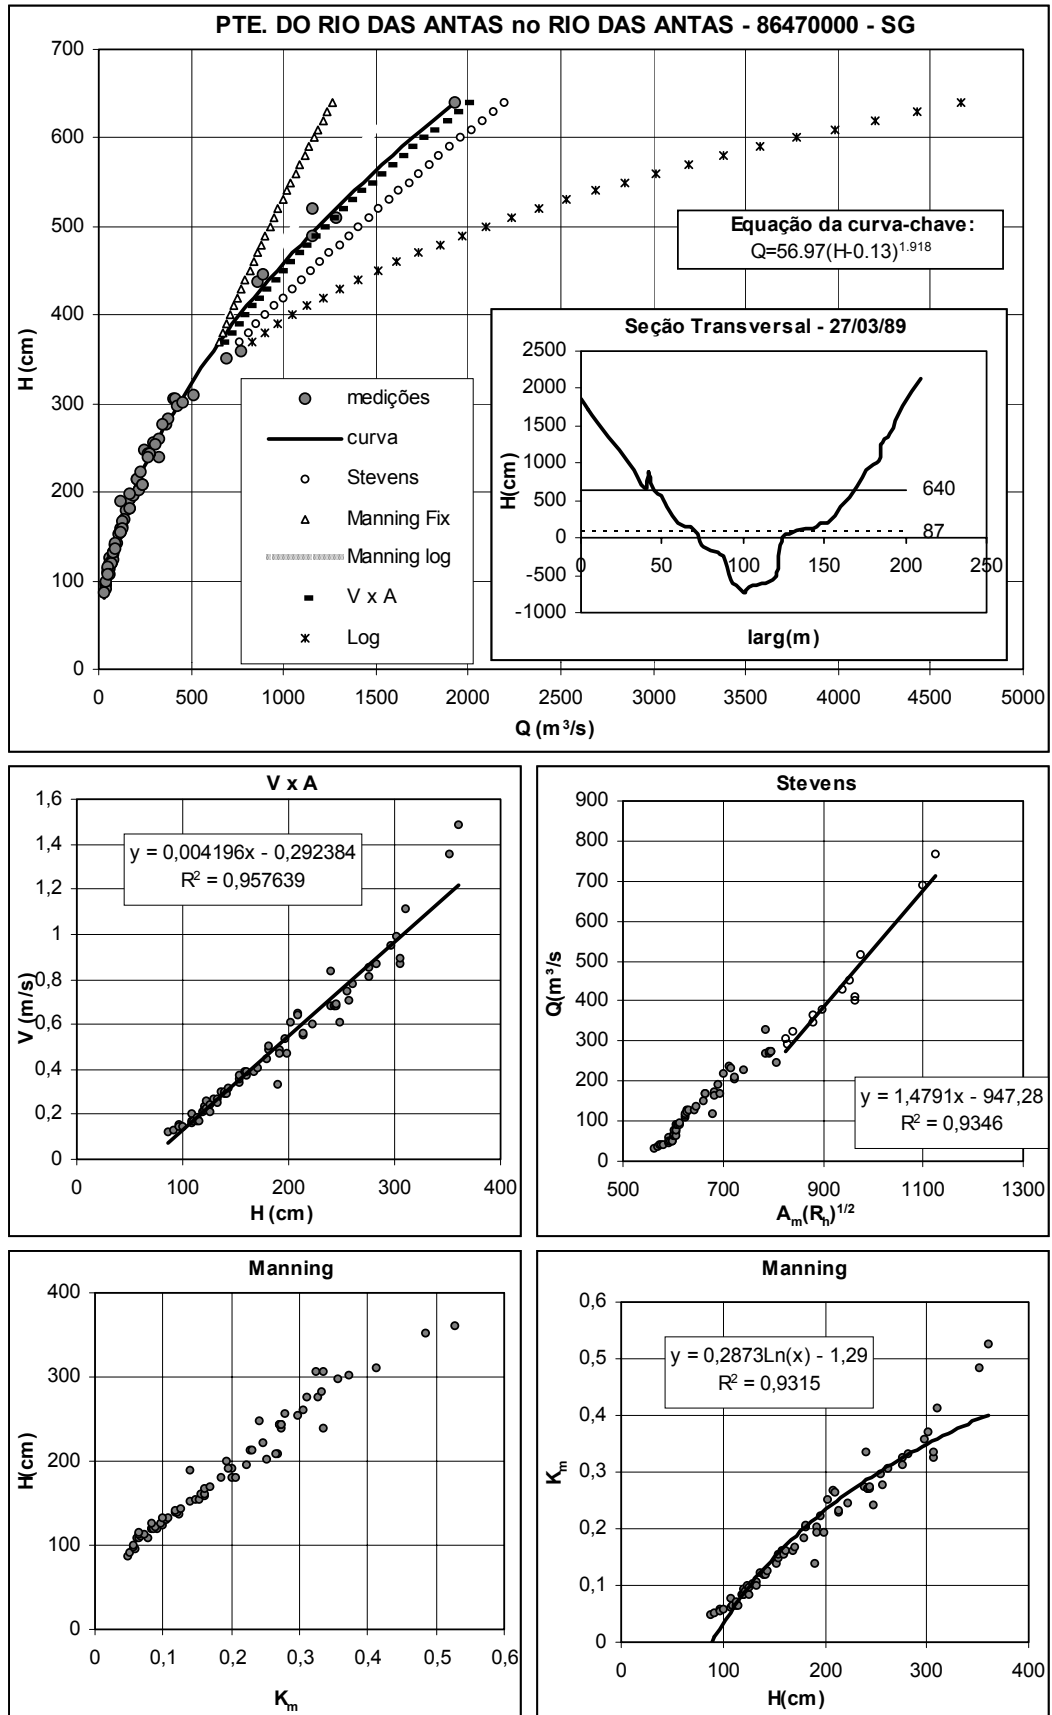 PTE. DO RIO DAS ANTAS no RIO DAS ANTAS - 86470000 - SG
700
600
500
400
300
200
100
0
H (cm)
0 500 1000 1500 2000 2500 3000 3500 4000 4500 5000
Q (m³/s)
Equação da curva-chave:
Q=56.97(H-0.13)^1.918
medições
curva
Stevens
Manning Fix
Manning log
V x A
Log
Seção Transversal - 27/03/89
2500
2000
1500
1000
500
0
-500
-1000
H(cm)
640
87
0 50 100 150 200 250
larg(m)
V x A
1,6
1,4
1,2
1
0,8
0,6
0,4
0,2
0
V (m/s)
y = 0,004196x - 0,292384
R² = 0,957639
0 100 200 300 400
H (cm)
Stevens
900
800
700
600
500
400
300
200
100
0
Q(m³/s
y = 1,4791x - 947,28
R² = 0,9346
500 700 900 1100 1300
Aₘ(Rₕ)^1/2
Manning
400
300
200
100
0
H(cm)
0 0,1 0,2 0,3 0,4 0,5 0,6
Kₘ
Manning
0,6
0,5
0,4
0,3
0,2
0,1
0
Kₘ
y = 0,2873Ln(x) - 1,29
R² = 0,9315
0 100 200 300 400
H(cm)